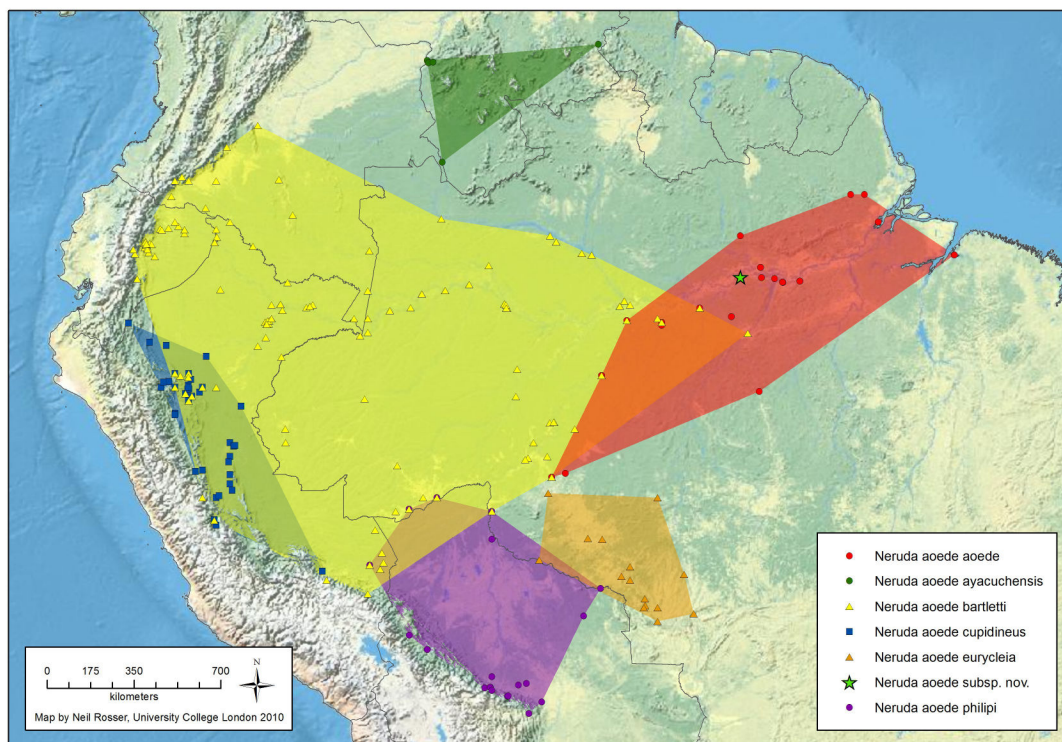 Neruda aoede aoede
Neruda aoede ayacuchensis
Neruda aoede bartletti
Neruda aoede cupidineus
Neruda aoede eurycleia
Neruda aoede subsp. nov.
Neruda aoede philipi
0 175 350 700
kilometers
N
Map by Neil Rosser, University College London 2010